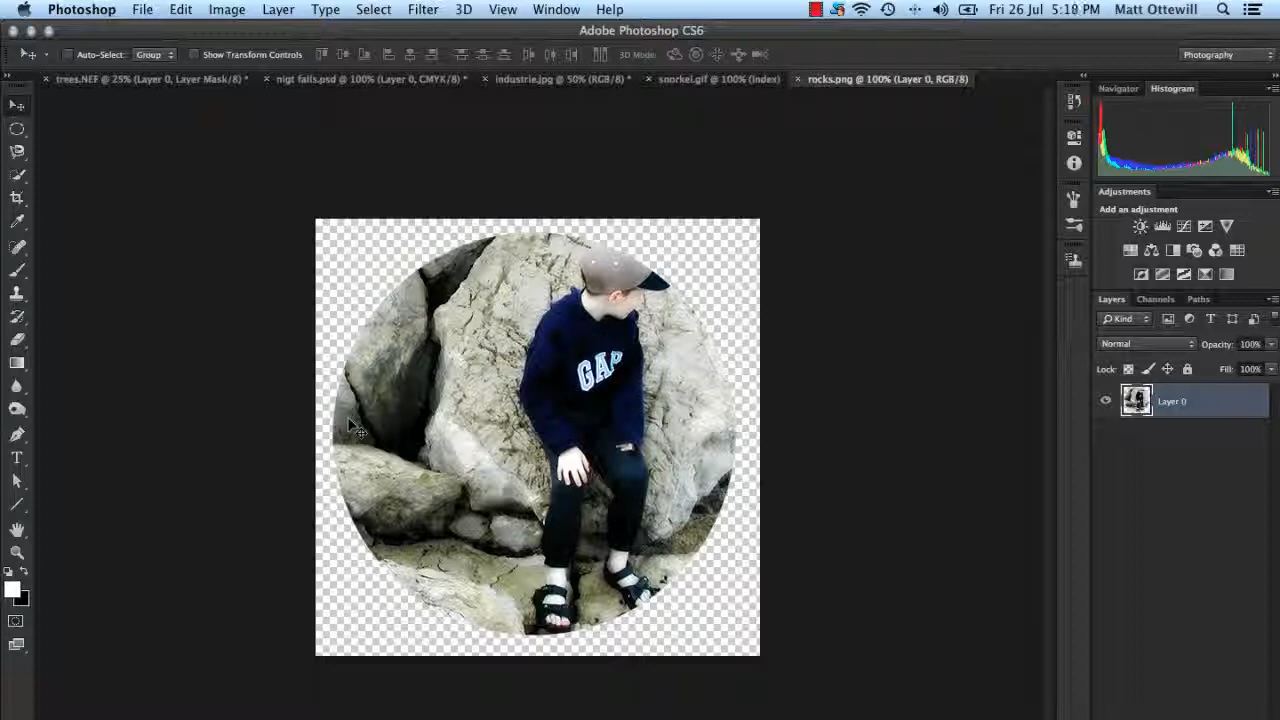 Photoshop File Edit Image Layer Type Select Filter 3D View Window Help Fri 26 Jul 5:18 PM Matt Ottewill
Adobe Photoshop CS6
Auto-Select: Group Show Transform Controls 3D Mode: Photography
trees.NEF @ 25% (Layer 0, Layer Mask/8) * nigt falls.psd @ 100% (Layer 0, CMYK/8) * industrie.jpg @ 50% (RGB/8) * snorkel.gif @ 100% (Index) rocks.png @ 100% (Layer 0, RGB/8)
Navigator Histogram
Adjustments
Add an adjustment
Layers Channels Paths
Kind
Normal Opacity: 100%
Lock: Fill: 100%
Layer 0
GAP